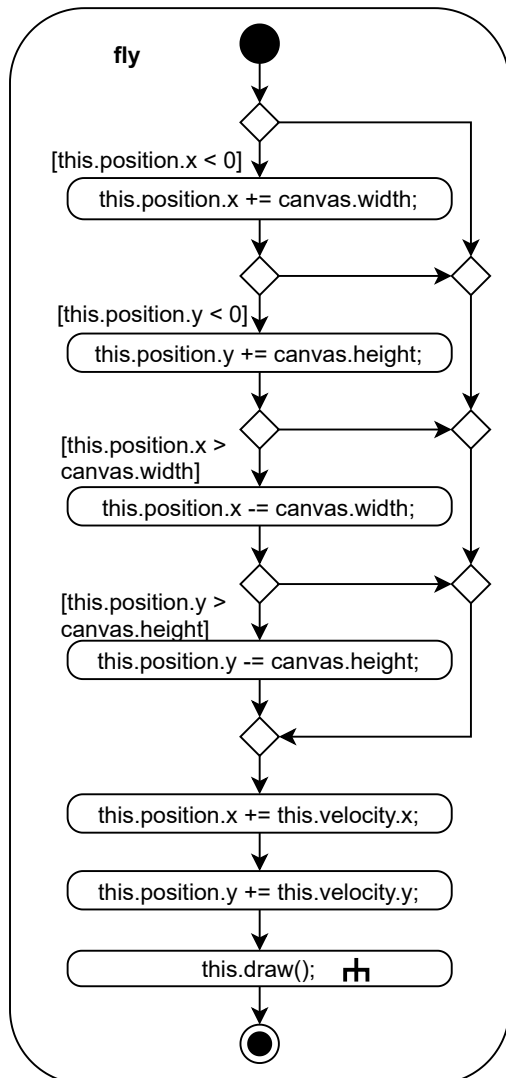 fly
[this.position.x < 0]
this.position.x += canvas.width;
[this.position.y < 0]
this.position.y += canvas.height;
[this.position.x >
canvas.width]
this.position.x -= canvas.width;
[this.position.y >
canvas.height]
this.position.y -= canvas.height;
this.position.x += this.velocity.x;
this.position.y += this.velocity.y;
this.draw();